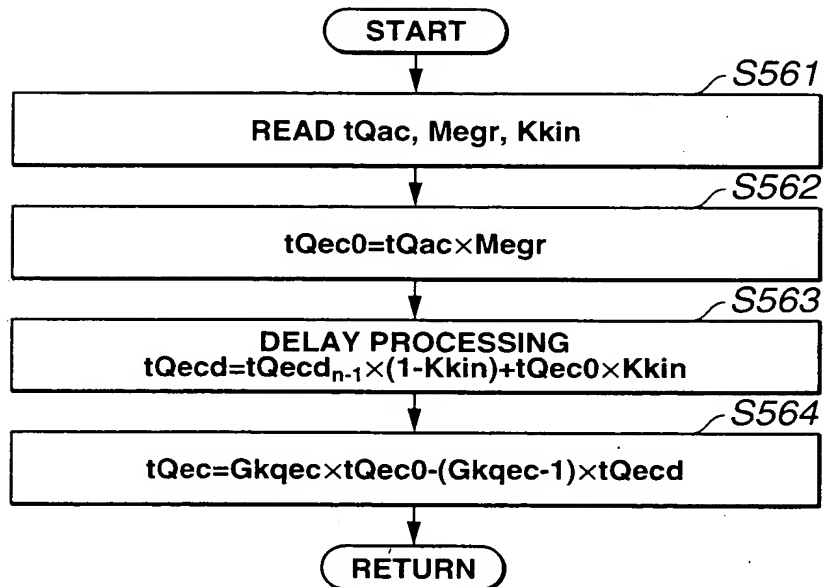 START
S561
READ tQac, Megr, Kkin
S562
tQec0=tQac×Megr
S563
DELAY PROCESSING
tQecd=tQecdn-1×(1-Kkin)+tQec0×Kkin
S564
tQec=Gkqec×tQec0-(Gkqec-1)×tQecd
RETURN